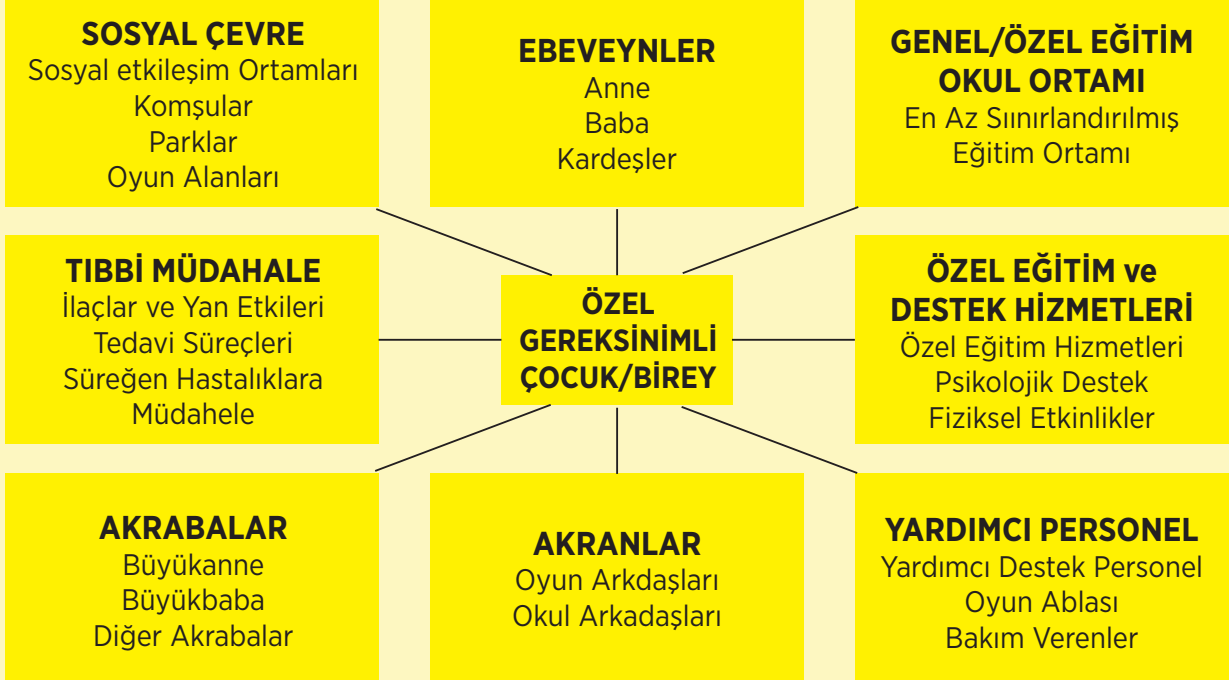 SOSYAL ÇEVRE
Sosyal etkileşim Ortamları
Komşular
Parklar
Oyun Alanları
EBEVEYNLER
Anne
Baba
Kardeşler
GENEL/ÖZEL EĞİTİM
OKUL ORTAMI
En Az Sıınırlandırılmış
Eğitim Ortamı
TIBBİ MÜDAHALE
İlaçlar ve Yan Etkileri
Tedavi Süreçleri
Süreğen Hastalıklara
Müdahele
ÖZEL
GEREKSİNİMLİ
ÇOCUK/BİREY
ÖZEL EĞİTİM ve
DESTEK HİZMETLERİ
Özel Eğitim Hizmetleri
Psikolojik Destek
Fiziksel Etkinlikler
AKRABALAR
Büyükanne
Büyükbaba
Diğer Akrabalar
AKRANLAR
Oyun Arkdaşları
Okul Arkadaşları
YARDIMCI PERSONEL
Yardımcı Destek Personel
Oyun Ablası
Bakım Verenler